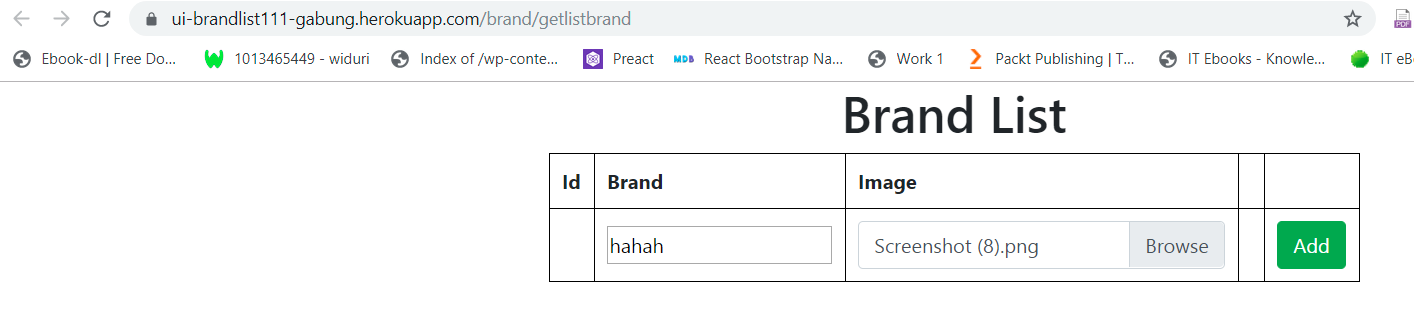 ui-brandlist111-gabung.herokuapp.com/brand/getlistbrand
PDF
Ebook-dl | Free Do... 1013465449 - widuri Index of /wp-conte... Preact MDB React Bootstrap Na... Work 1 Packt Publishing | T... IT Ebooks - Knowle... IT eB
Brand List
Id Brand Image
hahah Screenshot (8).png Browse Add